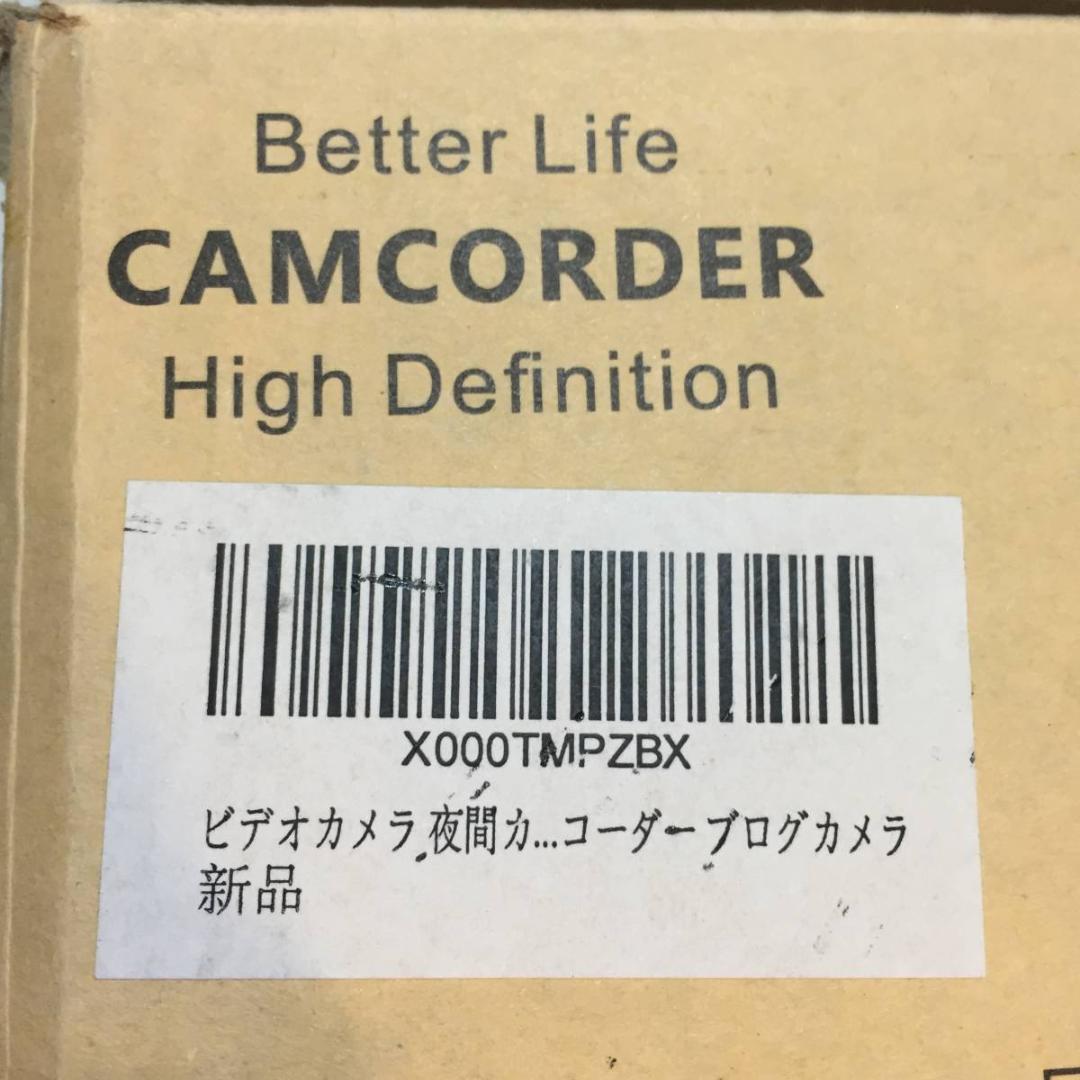 Better Life
CAMCORDER
High Definition
X000TMPZBX
ビデオカメラ 夜間カ...コーダー ブログカメラ
新品